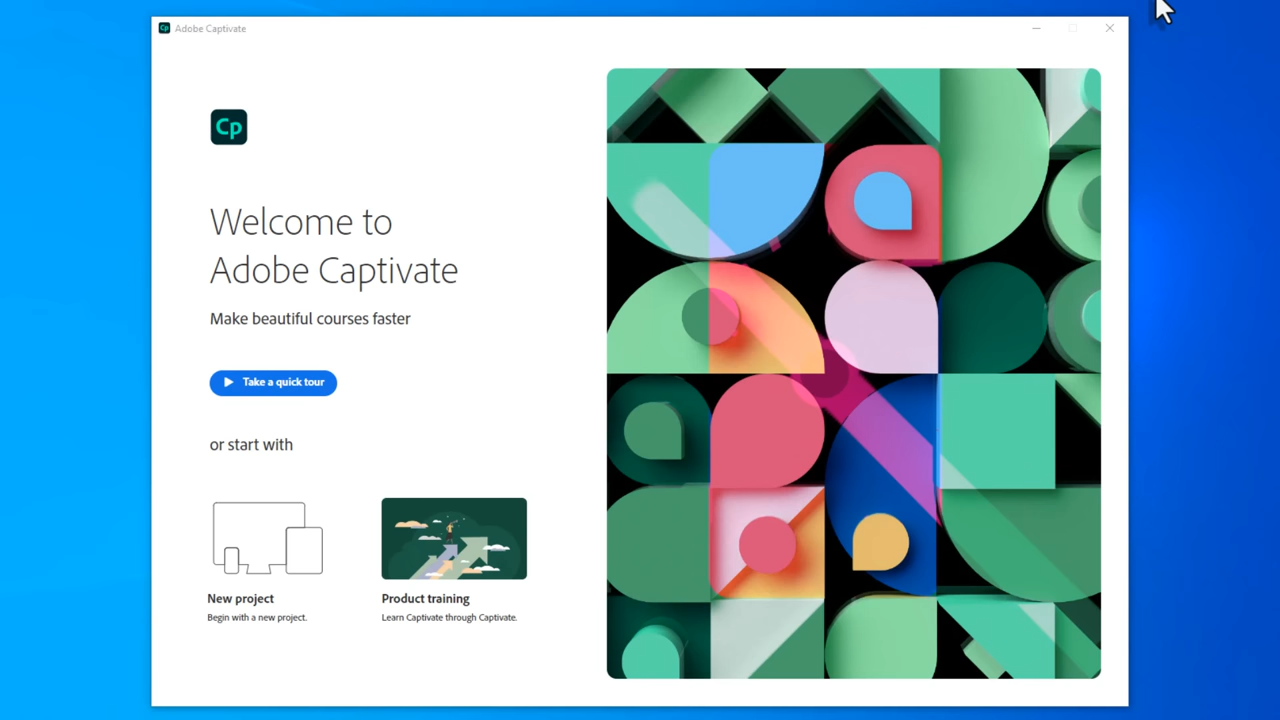 Adobe Captivate
Cp
Welcome to
Adobe Captivate
Make beautiful courses faster
Take a quick tour
or start with
New project
Begin with a new project.
Product training
Learn Captivate through Captivate.